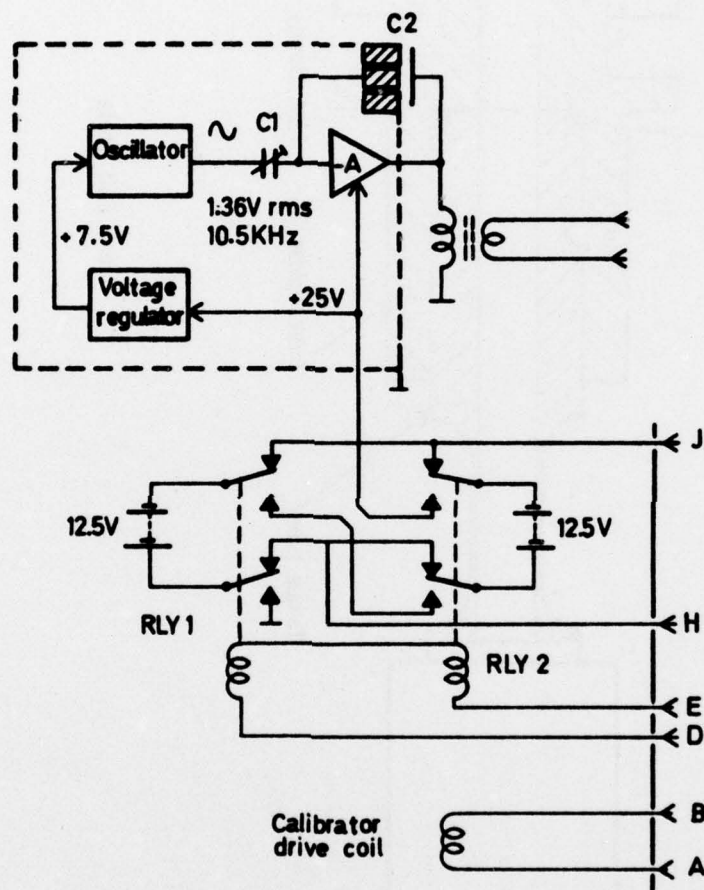 C2
Oscillator
C1
-A
1·36V rms
10.5KHz
+7.5V
Voltage
regulator
+25V
J
12.5V
12.5V
RLY 1
H
RLY 2
E
D
B
Calibrator
drive coil
A